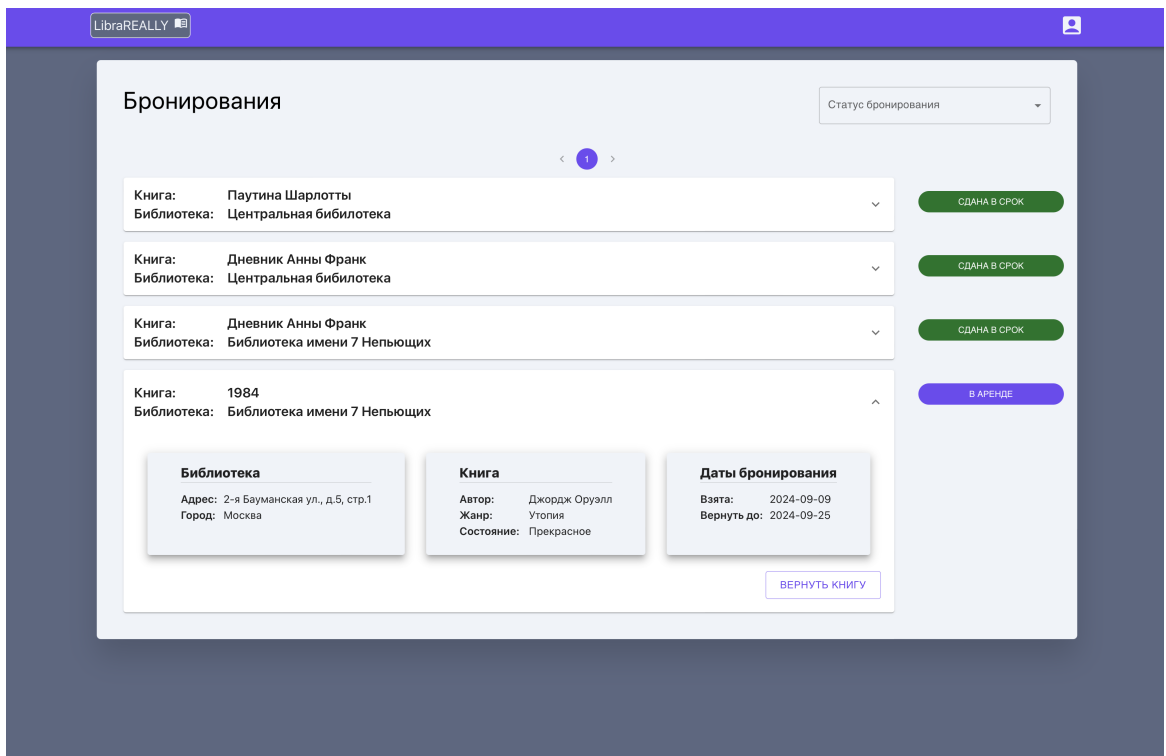 LibraREALLY
Бронирования
Статус бронирования
1
Книга: Паутина Шарлотты
Библиотека: Центральная бибилотека
СДАНА В СРОК
Книга: Дневник Анны Франк
Библиотека: Центральная бибилотека
СДАНА В СРОК
Книга: Дневник Анны Франк
Библиотека: Библиотека имени 7 Непьющих
СДАНА В СРОК
Книга: 1984
Библиотека: Библиотека имени 7 Непьющих
В АРЕНДЕ
Библиотека
Адрес: 2-я Бауманская ул., д.5, стр.1
Город: Москва
Книга
Автор: Джордж Оруэлл
Жанр: Утопия
Состояние: Прекрасное
Даты бронирования
Взята: 2024-09-09
Вернуть до: 2024-09-25
ВЕРНУТЬ КНИГУ